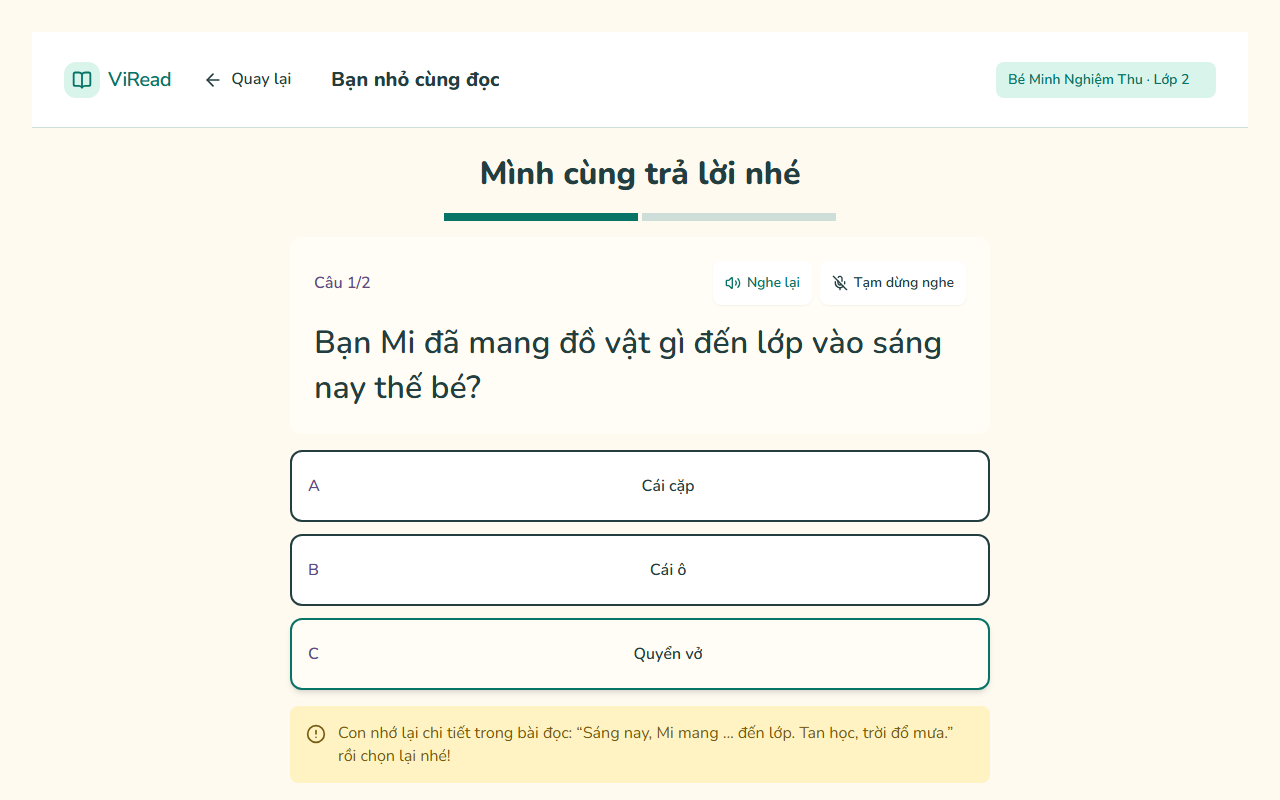 ViRead
Quay lại
Bạn nhỏ cùng đọc
Bé Minh Nghiệm Thu · Lớp 2
Mình cùng trả lời nhé
Câu 1/2
Nghe lại
Tạm dừng nghe
Bạn Mi đã mang đồ vật gì đến lớp vào sáng
nay thế bé?
A
Cái cặp
B
Cái ô
C
Quyển vở
Con nhớ lại chi tiết trong bài đọc: “Sáng nay, Mi mang ... đến lớp. Tan học, trời đổ mưa.”
rồi chọn lại nhé!